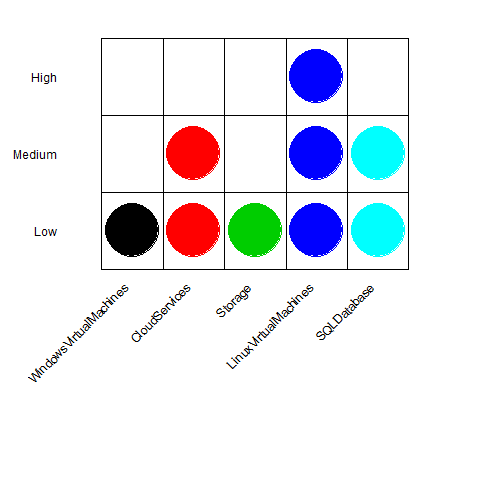 High
Medium
Low
WindowsVirtualMachines
CloudServices
Storage
LinuxVirtualMachines
SQLDatabase